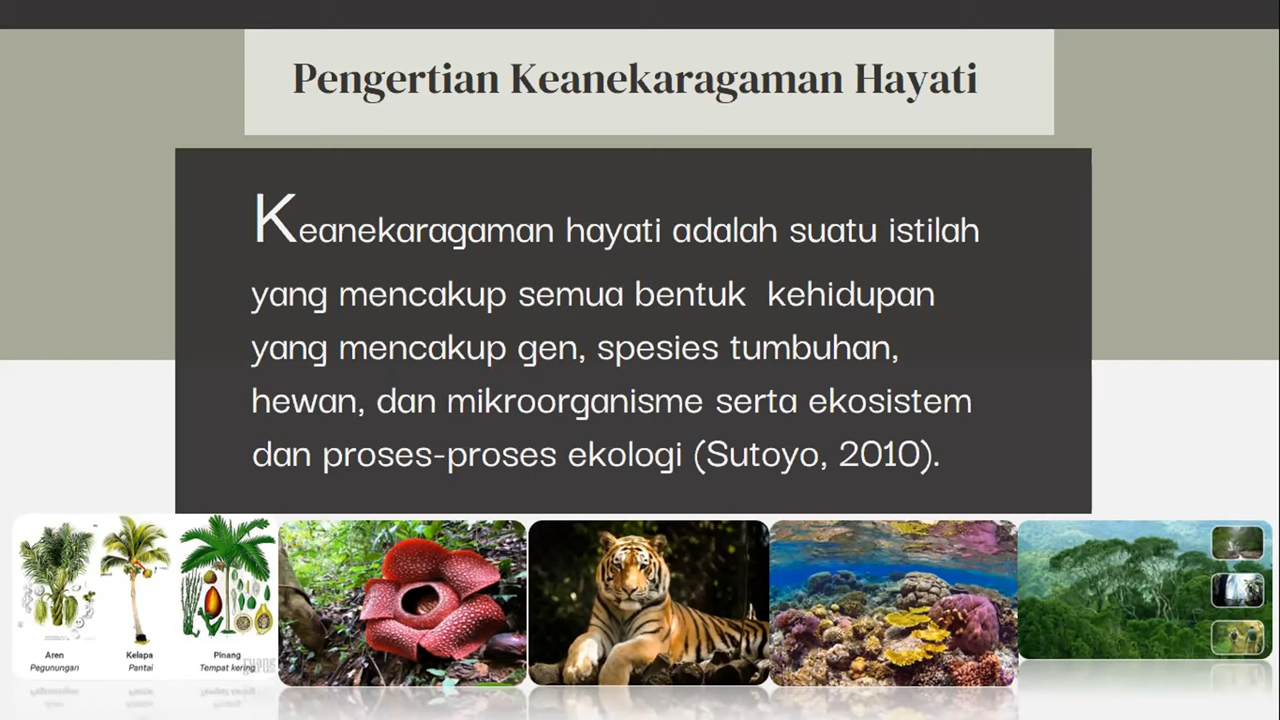 Pengertian Keanekaragaman Hayati
Keanekaragaman hayati adalah suatu istilah
yang mencakup semua bentuk kehidupan
yang mencakup gen, spesies tumbuhan,
hewan, dan mikroorganisme serta ekosistem
dan proses-proses ekologi (Sutoyo, 2010).
Aren
Pegunungan
Kelapa
Pantai
Pinang
Tempat kering
ruang